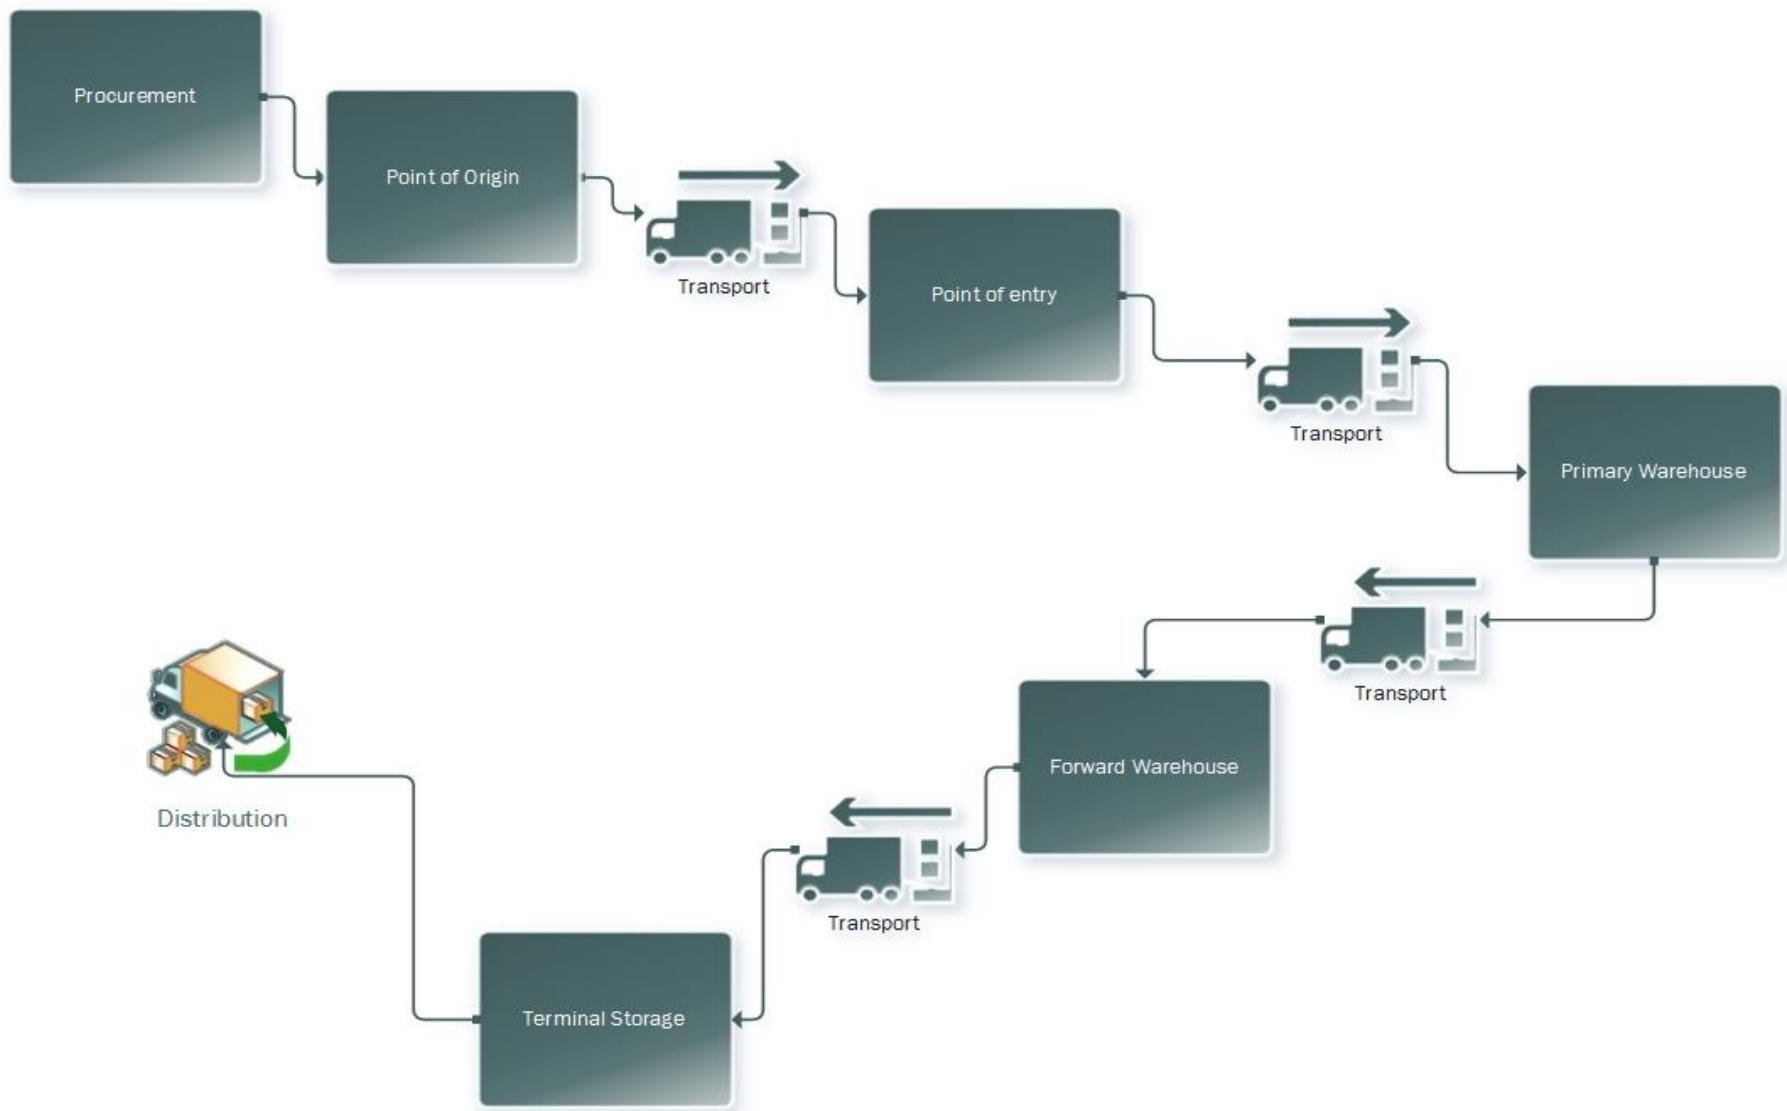 Procurement
Point of Origin
Transport
Point of entry
Transport
Primary Warehouse
Transport
Forward Warehouse
Transport
Terminal Storage
Distribution